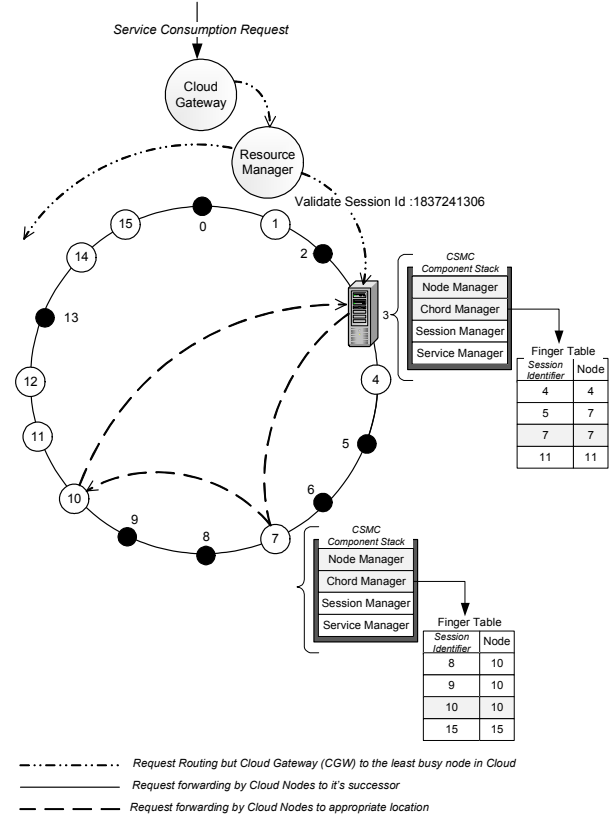 Service Consumption Request
Cloud
Gateway
Resource
Manager
Validate Session Id :1837241306
15
0
1
2
14
13
12
11
10
9
8
7
6
5
4
3
CSMC
Component Stack
Node Manager
Chord Manager
Session Manager
Service Manager
Finger Table
Session
Identifier
Node
4 4
5 7
7 7
11 11
CSMC
Component Stack
Node Manager
Chord Manager
Session Manager
Service Manager
Finger Table
Session
Identifier
Node
8 10
9 10
10 10
15 15
Request Routing but Cloud Gateway (CGW) to the least busy node in Cloud
Request forwarding by Cloud Nodes to it's successor
Request forwarding by Cloud Nodes to appropriate location